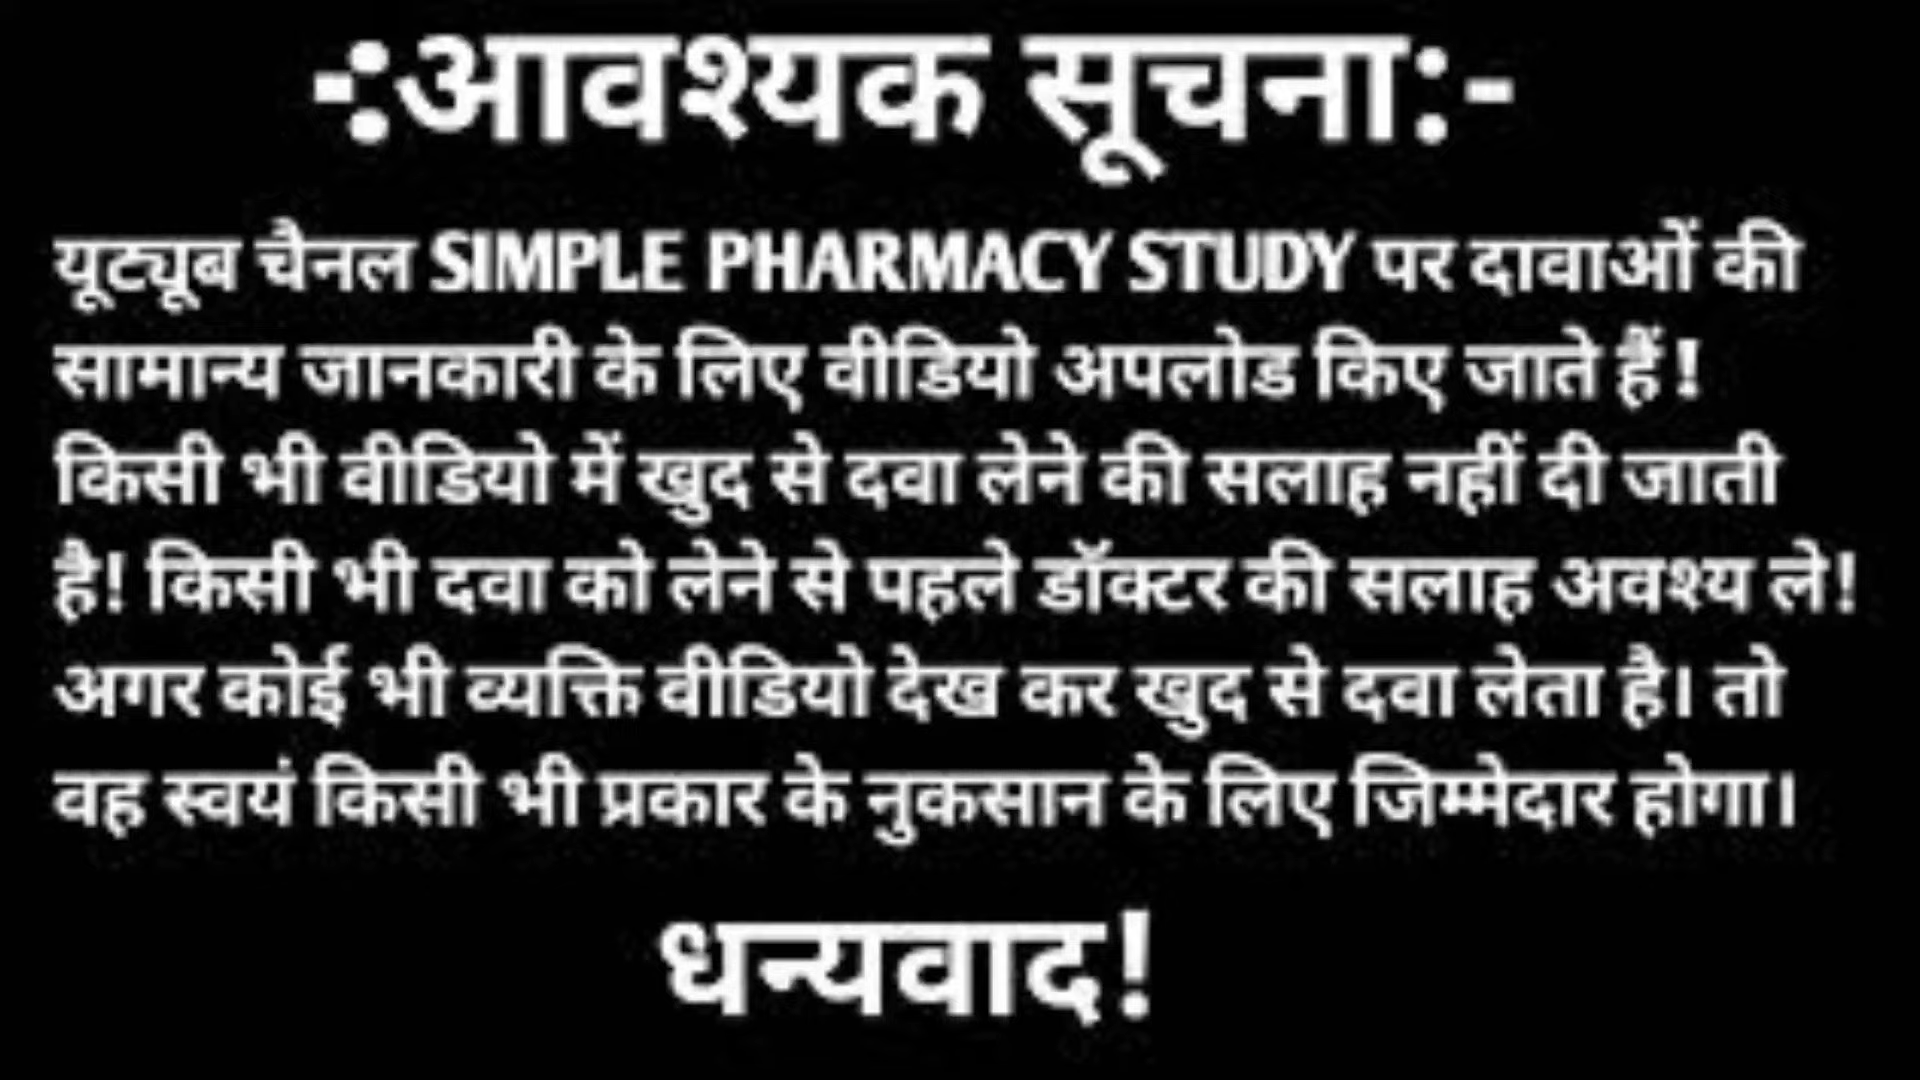 -:आवश्यक सूचना:-
यूट्यूब चैनल SIMPLE PHARMACY STUDY पर दावाओं की
सामान्य जानकारी के लिए वीडियो अपलोड किए जाते हैं !
किसी भी वीडियो में खुद से दवा लेने की सलाह नहीं दी जाती
है! किसी भी दवा को लेने से पहले डॉक्टर की सलाह अवश्य ले!
अगर कोई भी व्यक्ति वीडियो देख कर खुद से दवा लेता है। तो
वह स्वयं किसी भी प्रकार के नुकसान के लिए जिम्मेदार होगा।
धन्यवाद!